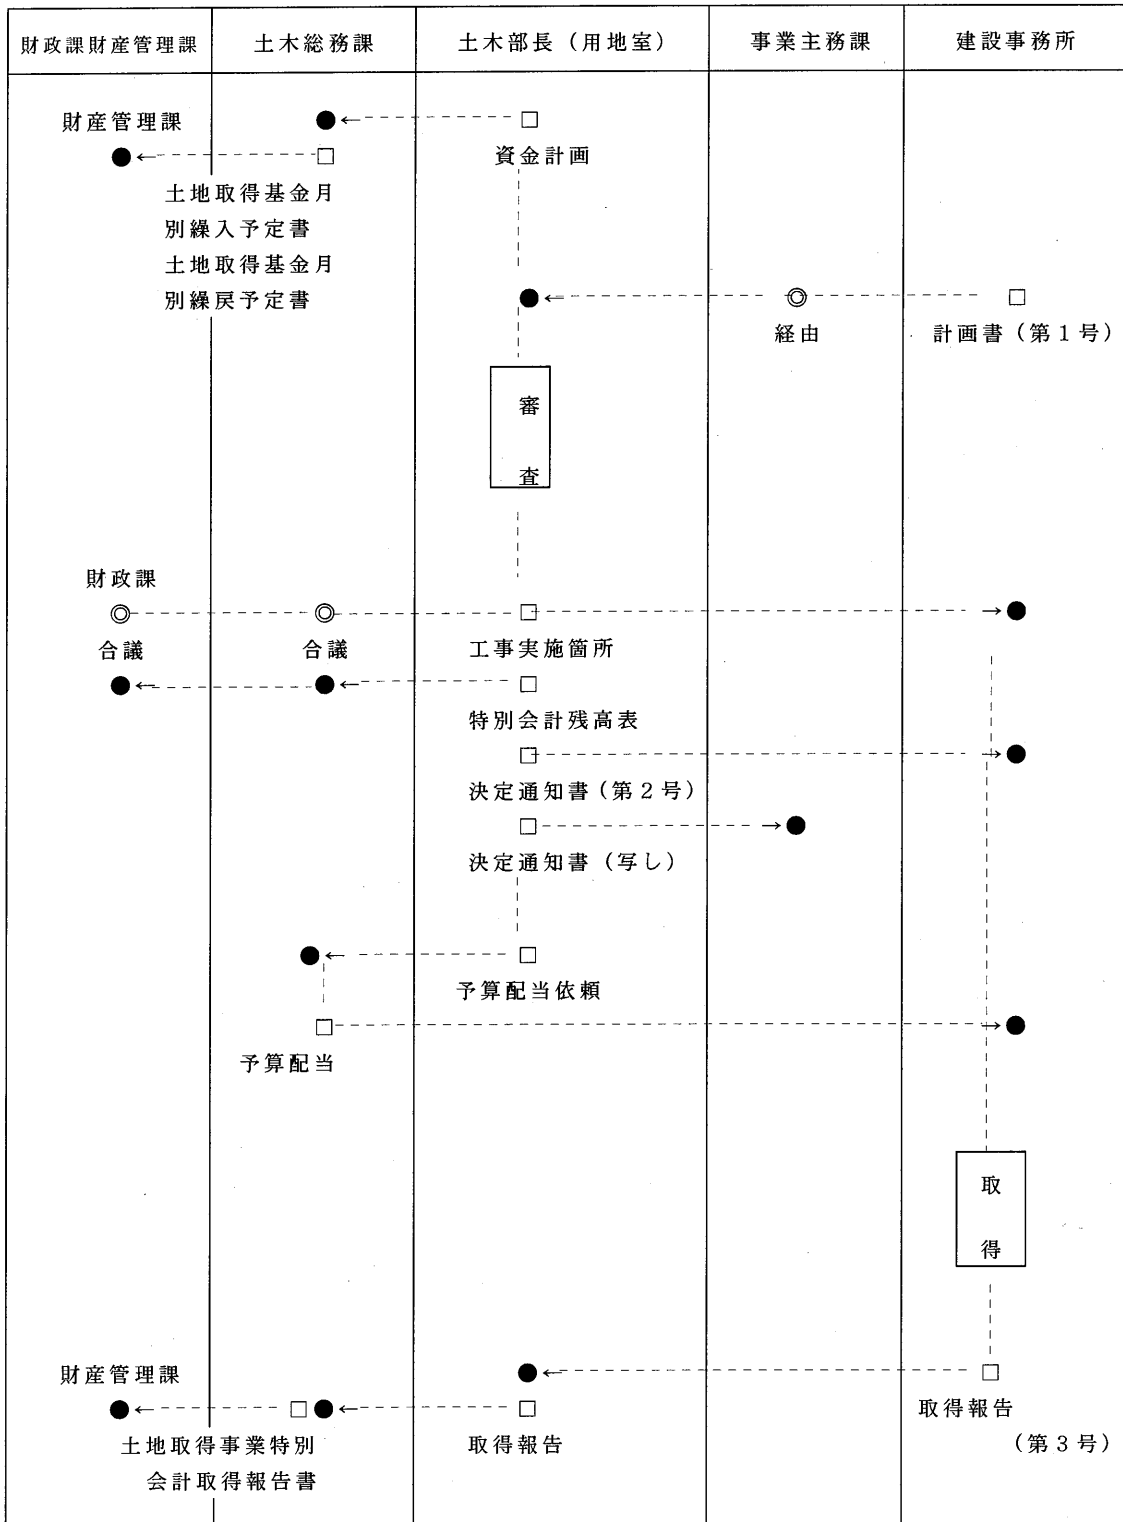 財政課財産管理課
土木総務課
土木部長（用地室）
事業主務課
建設事務所
財産管理課
資金計画
土地取得基金月
別繰入予定書
土地取得基金月
別繰戻予定書
経由
計画書（第１号）
審
査
財政課
合議
合議
工事実施箇所
特別会計残高表
決定通知書（第２号）
決定通知書（写し）
予算配当依頼
予算配当
取
得
財産管理課
取得報告
土地取得事業特別
会計取得報告書
取得報告
（第３号）